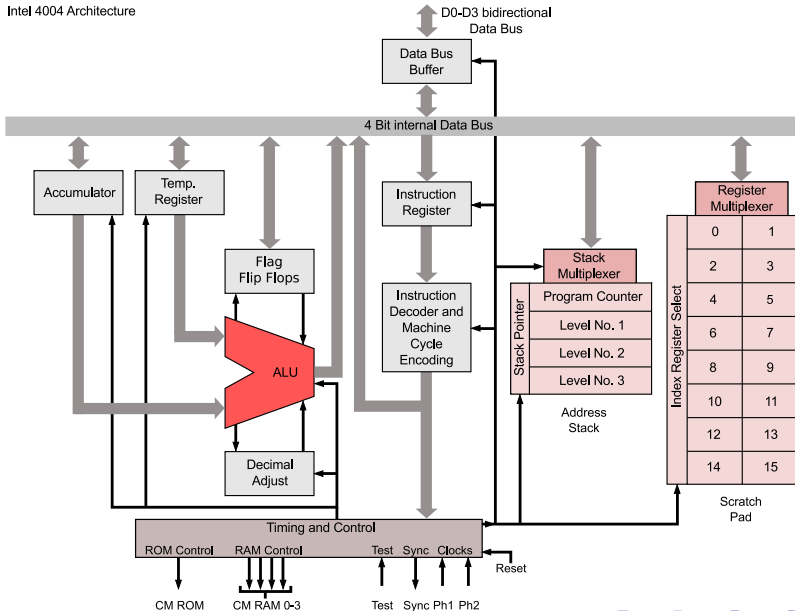 Intel 4004 Architecture
D0-D3 bidirectional
Data Bus
Data Bus
Buffer
4 Bit internal Data Bus
Accumulator
Temp.
Register
Instruction
Register
Register
Multiplexer
Flag
Flip Flops
Stack
Multiplexer
Instruction
Decoder and
Machine
Cycle
Encoding
Stack Pointer
Program Counter
Level No. 1
Level No. 2
Level No. 3
Address
Stack
Index Register Select
0 1
2 3
4 5
6 7
8 9
10 11
12 13
14 15
Scratch
Pad
ALU
Decimal
Adjust
Timing and Control
ROM Control RAM Control Test Sync Clocks
Reset
CM ROM CM RAM 0-3 Test Sync Ph1 Ph2